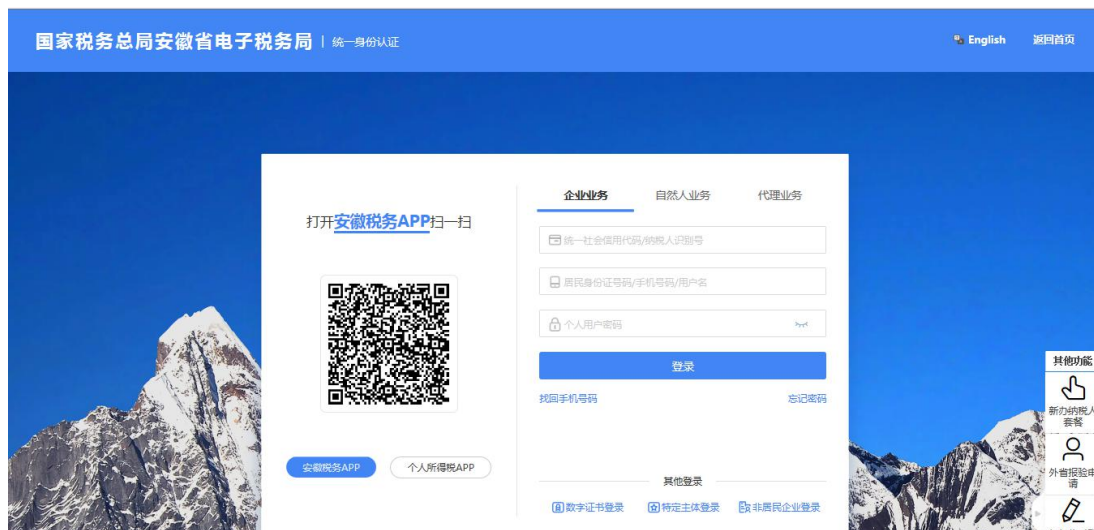 国家税务总局安徽省电子税务局 | 统一身份认证
English 返回首页
企业业务 自然人业务 代理业务
打开安徽税务APP扫一扫
统一社会信用代码/纳税人识别号
居民身份证号码/手机号码/用户名
个人用户密码
登录
找回手机号码 忘记密码
安徽税务APP 个人所得税APP
其他登录
数字证书登录 特定主体登录 非居民企业登录
其他功能
新办纳税人
套餐
外省报验申
请